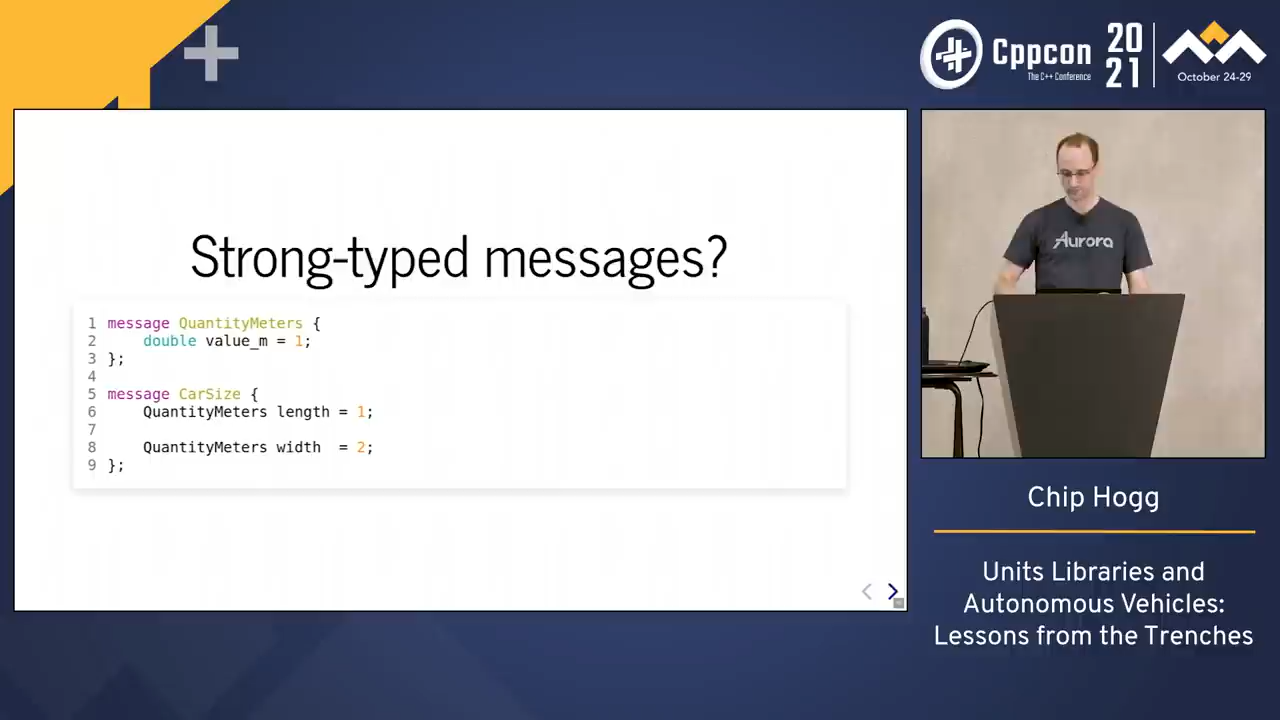 Cppcon
The C++ Conference
20
21
October 24-29
Strong-typed messages?
1 message QuantityMeters {
2     double value_m = 1;
3 };
4
5 message CarSize {
6     QuantityMeters length = 1;
7
8     QuantityMeters width  = 2;
9 };
Aurora
Chip Hogg
Units Libraries and
Autonomous Vehicles:
Lessons from the Trenches